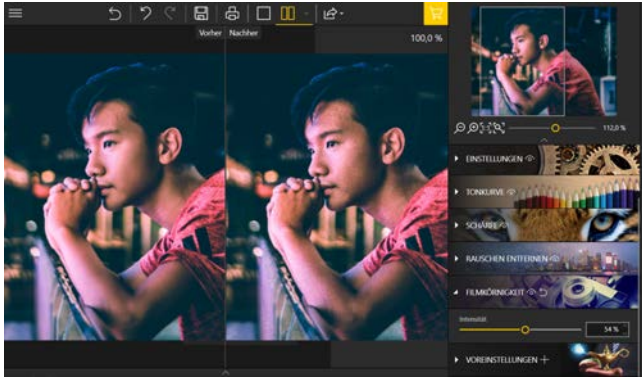 Vorher Nachher
100,0 %
112,0 %
EINSTELLUNGEN
TONKURVE
SCHÄRFE
RAUSCHEN ENTFERNEN
FILMKÖRNIGKEIT
Intensität
54 %
VOREINSTELLUNGEN